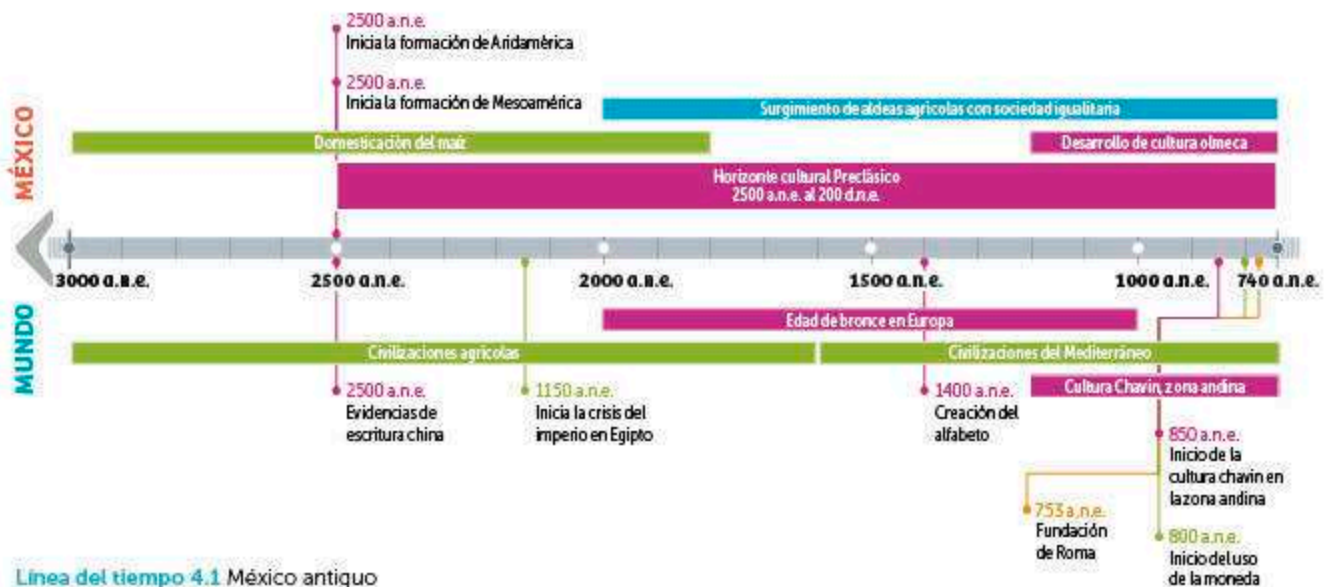 2500 a.n.e.
Inicia la formación de Aridamérica
2500 a.n.e.
Inicia la formación de Mesoamérica
Surgimiento de aldeas agrícolas con sociedad igualitaria
Domesticación del maíz
Desarrollo de cultura olmeca
Horizonte cultural Preclásico
2500 a.n.e. al 200 d.n.e.
MÉXICO
3000 a.n.e.
2500 a.n.e.
2000 a.n.e.
1500 a.n.e.
1000 a.n.e.
740 a.n.e.
MUNDO
Edad de bronce en Europa
Civilizaciones agrícolas
Civilizaciones del Mediterráneo
Cultura Chavin, zona andina
2500 a.n.e.
Evidencias de
escritura china
1150 a.n.e.
Inicia la crisis del
imperio en Egipto
1400 a.n.e.
Creación del
alfabeto
850 a.n.e.
Inicio de la
cultura chavin en
la zona andina
753 a.n.e.
Fundación
de Roma
800 a.n.e.
Inicio del uso
de la moneda
Línea del tiempo 4.1 México antiguo